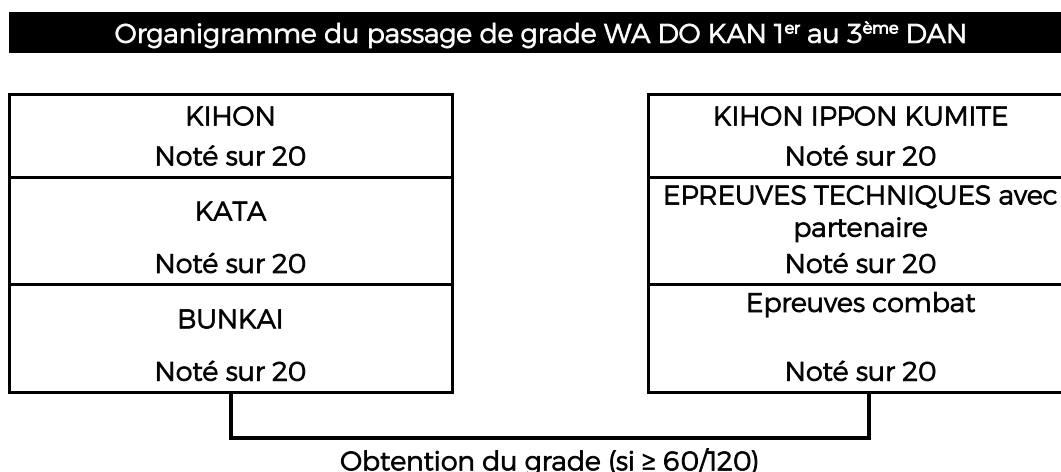 Organigramme du passage de grade WA DO KAN 1er au 3ème DAN
KIHON
Noté sur 20
KATA
Noté sur 20
BUNKAI
Noté sur 20
KIHON IPPON KUMITE
Noté sur 20
EPREUVES TECHNIQUES avec
partenaire
Noté sur 20
Epreuves combat
Noté sur 20
Obtention du grade (si ≥ 60/120)